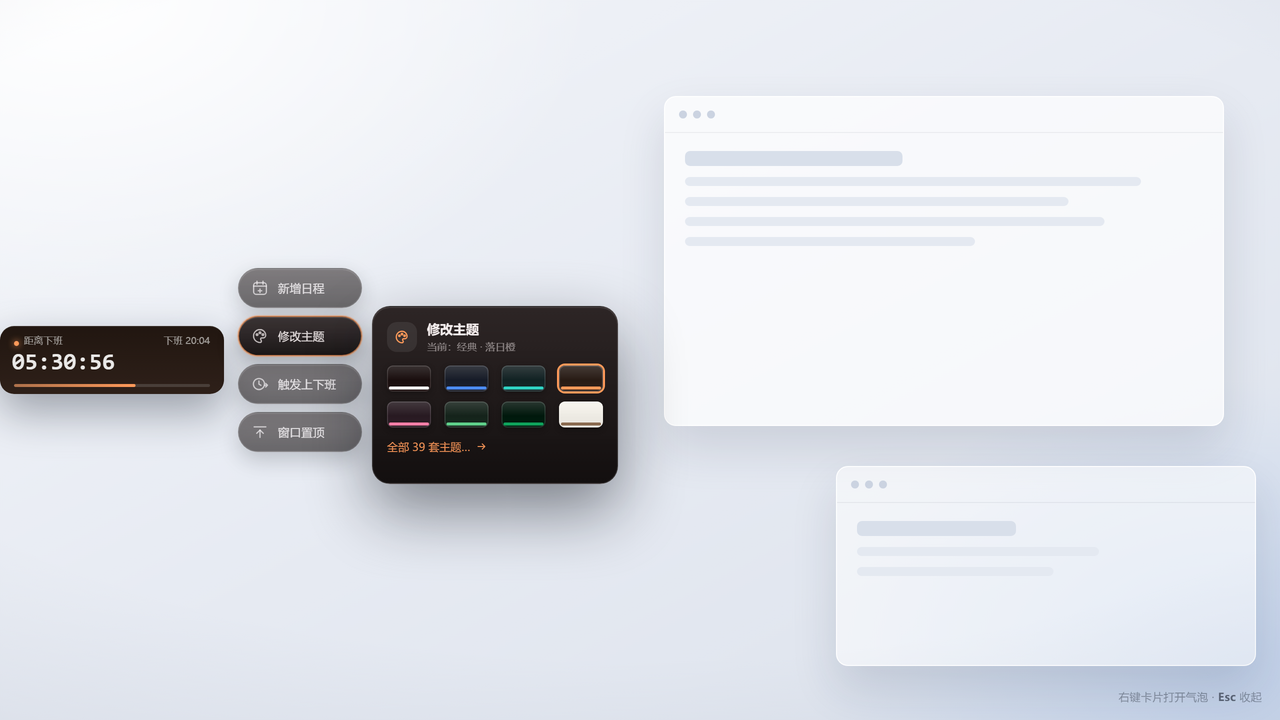 距离下班
下班 20:04
05:30:56
新增日程
修改主题
触发上下班
窗口置顶
修改主题
当前：经典 · 落日橙
全部 39 套主题... →
右键卡片打开气泡 · Esc 收起